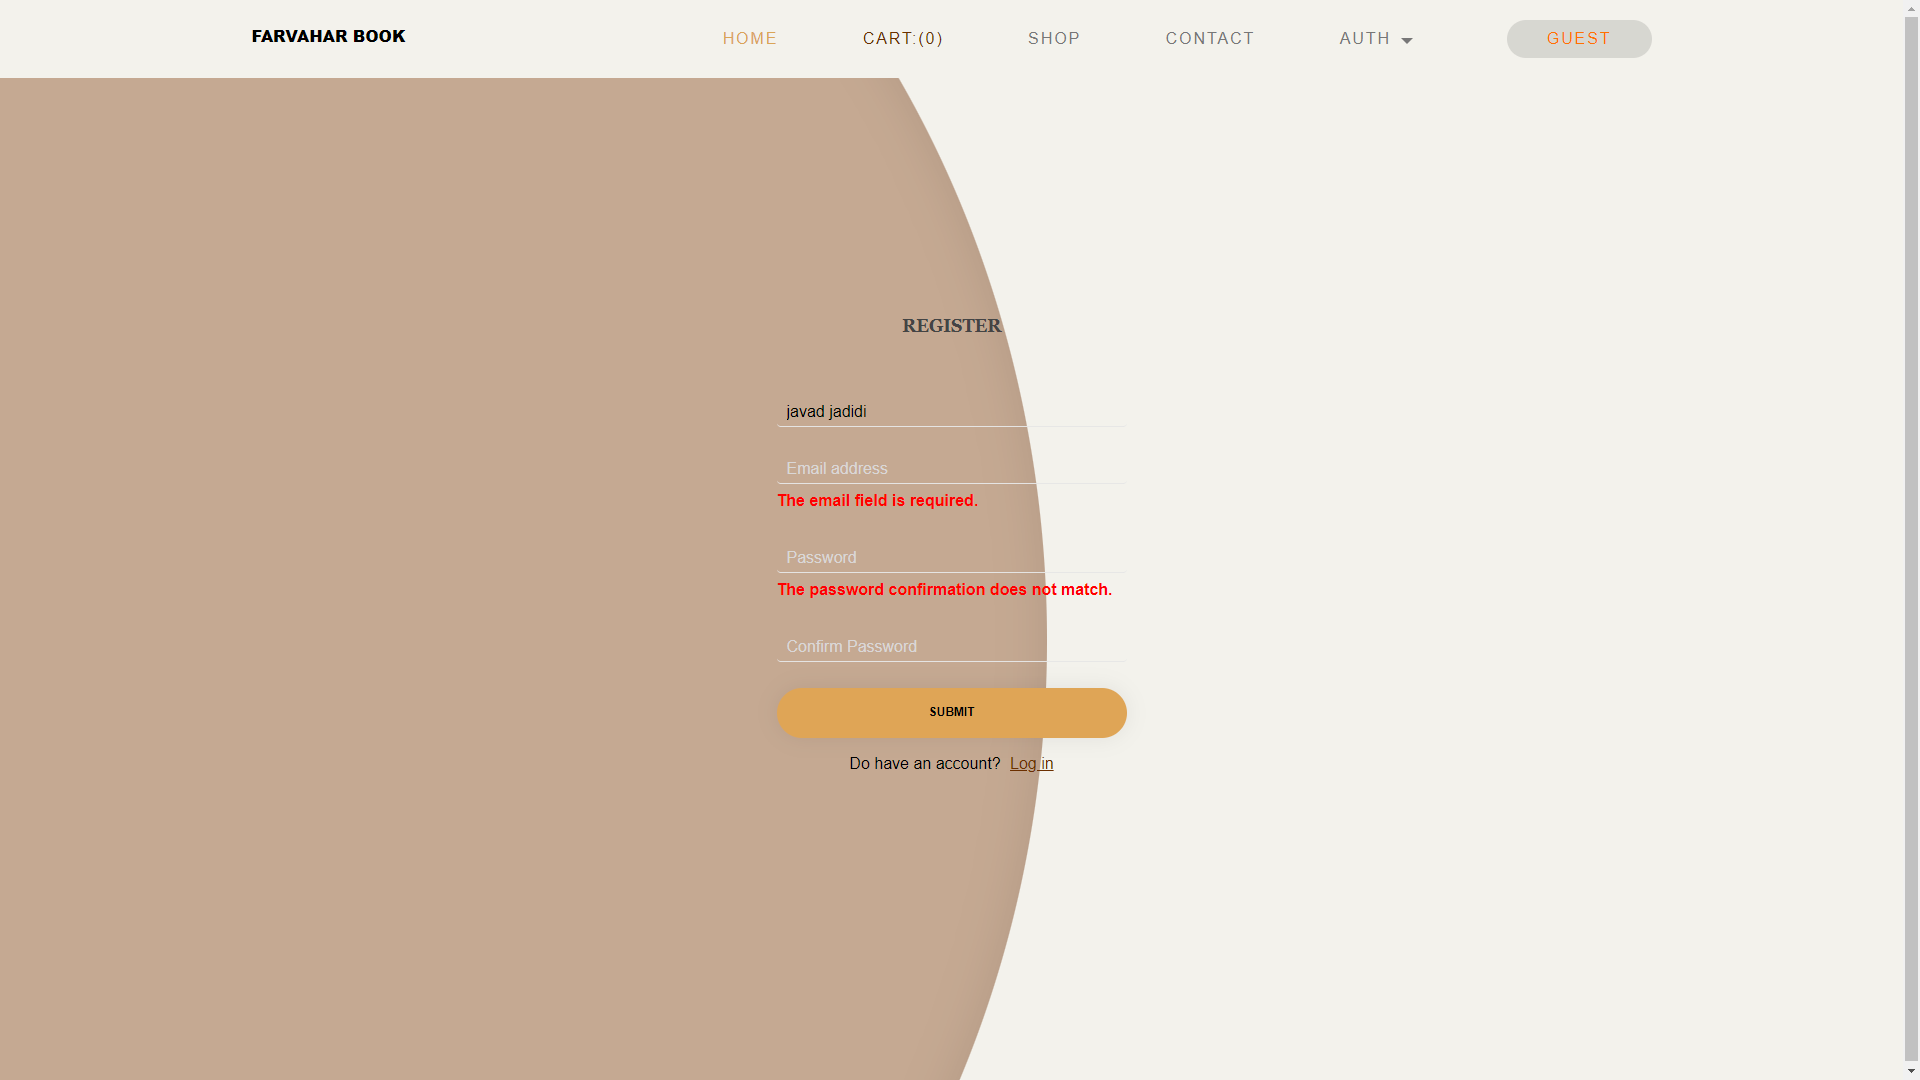 FARVAHAR BOOK
HOME
CART:(0)
SHOP
CONTACT
AUTH
GUEST
REGISTER
javad jadidi
Email address
The email field is required.
Password
The password confirmation does not match.
Confirm Password
SUBMIT
Do have an account? Log in